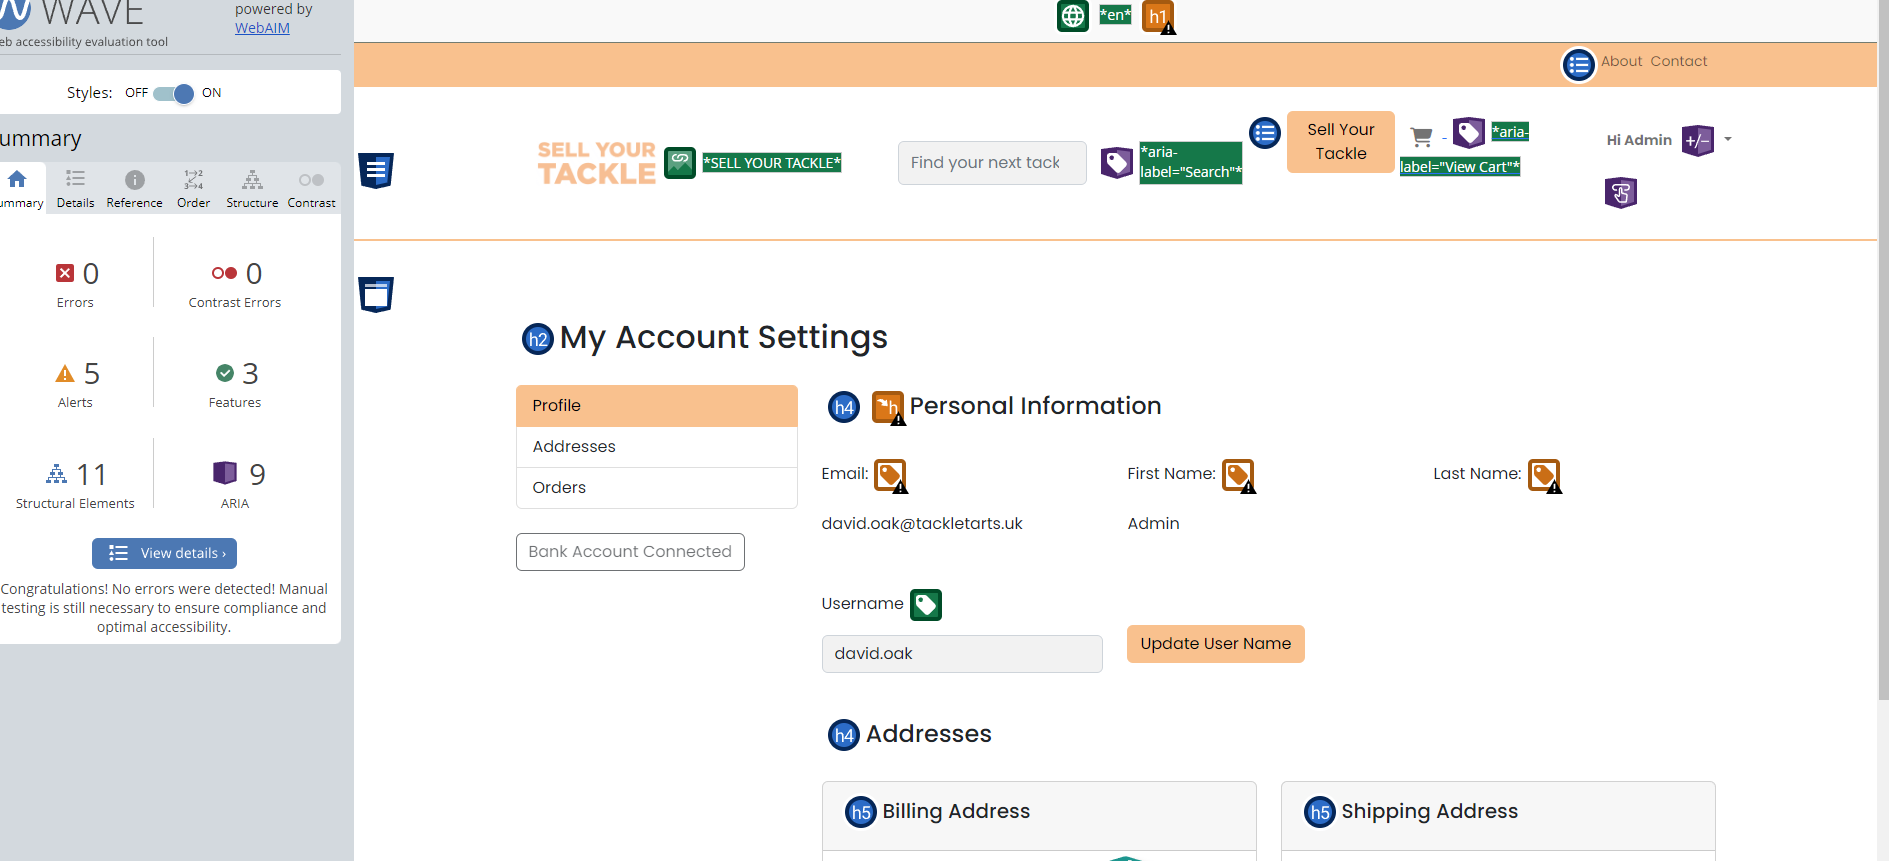 WAVE
powered by
WebAIM
eb accessibility evaluation tool
Styles: OFF ON
ummary
ummary Details Reference Order Structure Contrast
0 Errors
0 Contrast Errors
5 Alerts
3 Features
11 Structural Elements
9 ARIA
View details ›
Congratulations! No errors were detected! Manual
testing is still necessary to ensure compliance and
optimal accessibility.
*en* h1
About Contact
SELL YOUR
TACKLE
*SELL YOUR TACKLE*
Find your next tack
*aria-
label="Search"*
Sell Your
Tackle
- *aria-
label="View Cart"*
Hi Admin +/-
h2 My Account Settings
Profile
Addresses
Orders
Bank Account Connected
h4 h Personal Information
Email: First Name: Last Name:
david.oak@tackletarts.uk Admin
Username
david.oak
Update User Name
h4 Addresses
h5 Billing Address
h5 Shipping Address